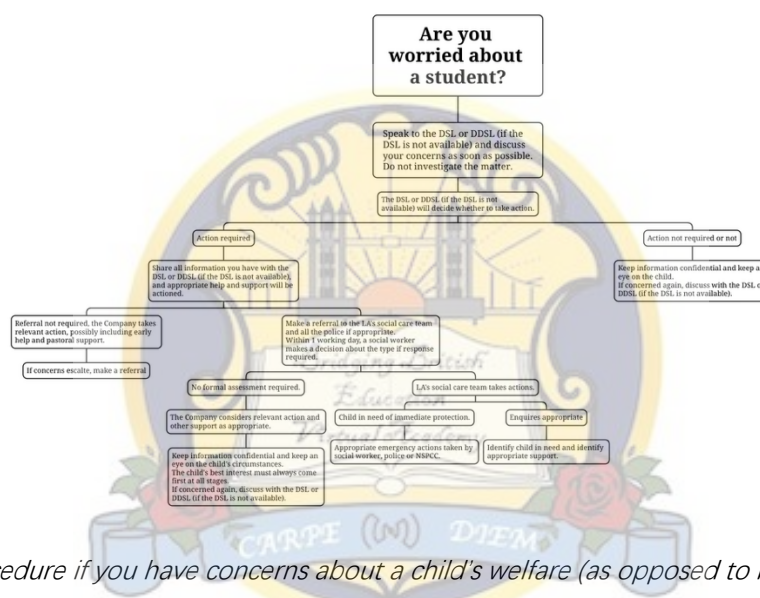 Are you
worried about
a student?
Speak to the DSL or DDSL (if the
DSL is not available) and discuss
your concerns as soon as possible.
Do not investigate the matter.
The DSL or DDSL (if the DSL is not
available) will decide whether to take action.
Action required
Action not required or not
Share all information you have with the
DSL or DDSL (if the DSL is not available),
and appropriate help and support will be
actioned.
Keep information confidential and keep a
eye on the child.
If concerned again, discuss with the DSL
DDSL (if the DSL is not available).
Referral not required, the Company takes
relevant action, possibly including early
help and pastoral support.
Make a referral to the LA's social care team
and all the police if appropriate.
Within 1 working day, a social worker
makes a decision about the type if response
required.
If concerns escalte, make a referral
No formal assessment required.
LA's social care team takes actions.
The Company considers relevant action and
other support as appropriate.
Child in need of immediate protection.
Enquires appropriate
Keep information confidential and keep an
eye on the child's circumstances.
The child's best interest must always come
first at all stages.
If concerned again, discuss with the DSL or
DDSL (if the DSL is not available).
Appropriate emergency actions taken by
social worker, police or NSPCC.
Identify child in need and identify
appropriate support.
Bridging British
Education
Virtual Academy
CARPE (IN) DIEM
cedure if you have concerns about a child's welfare (as opposed to